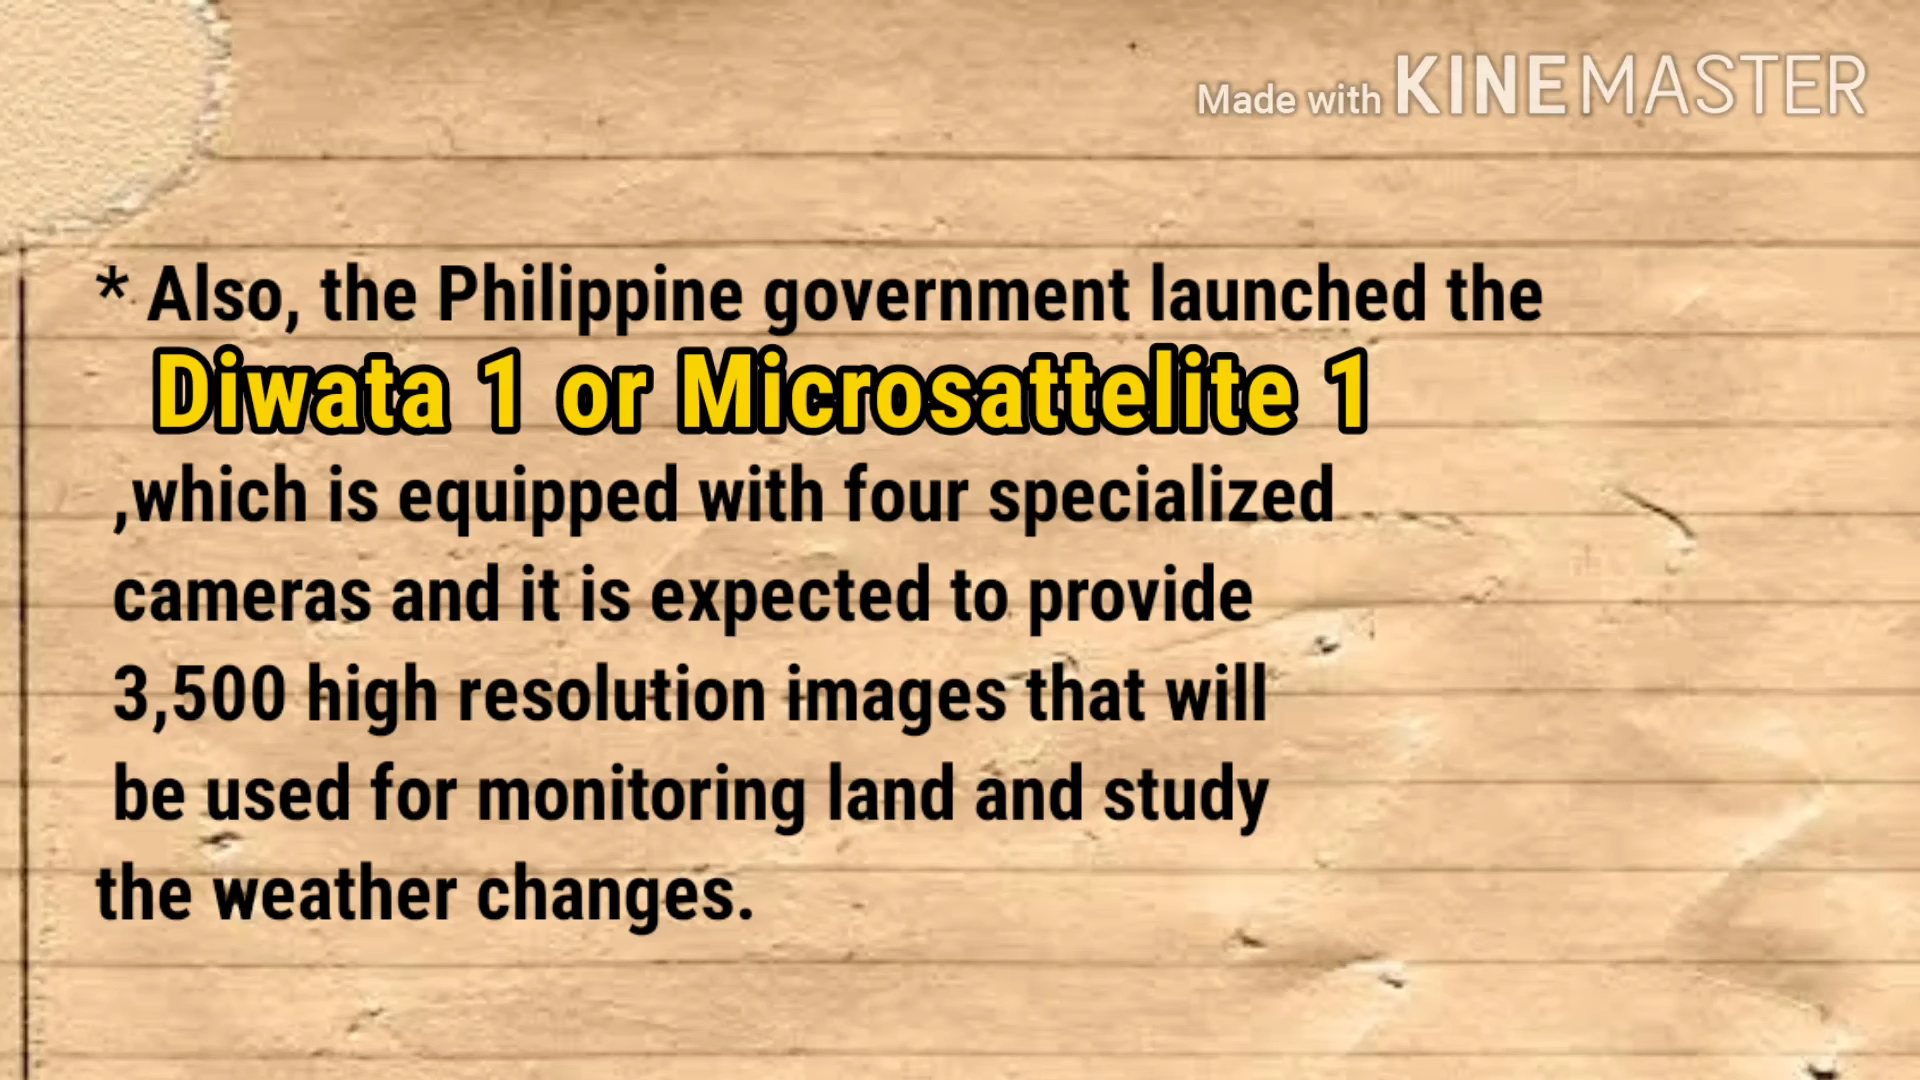 Made with KINEMASTER
* Also, the Philippine government launched the
Diwata 1 or Microsattelite 1
,which is equipped with four specialized
cameras and it is expected to provide
3,500 high resolution images that will
be used for monitoring land and study
the weather changes.